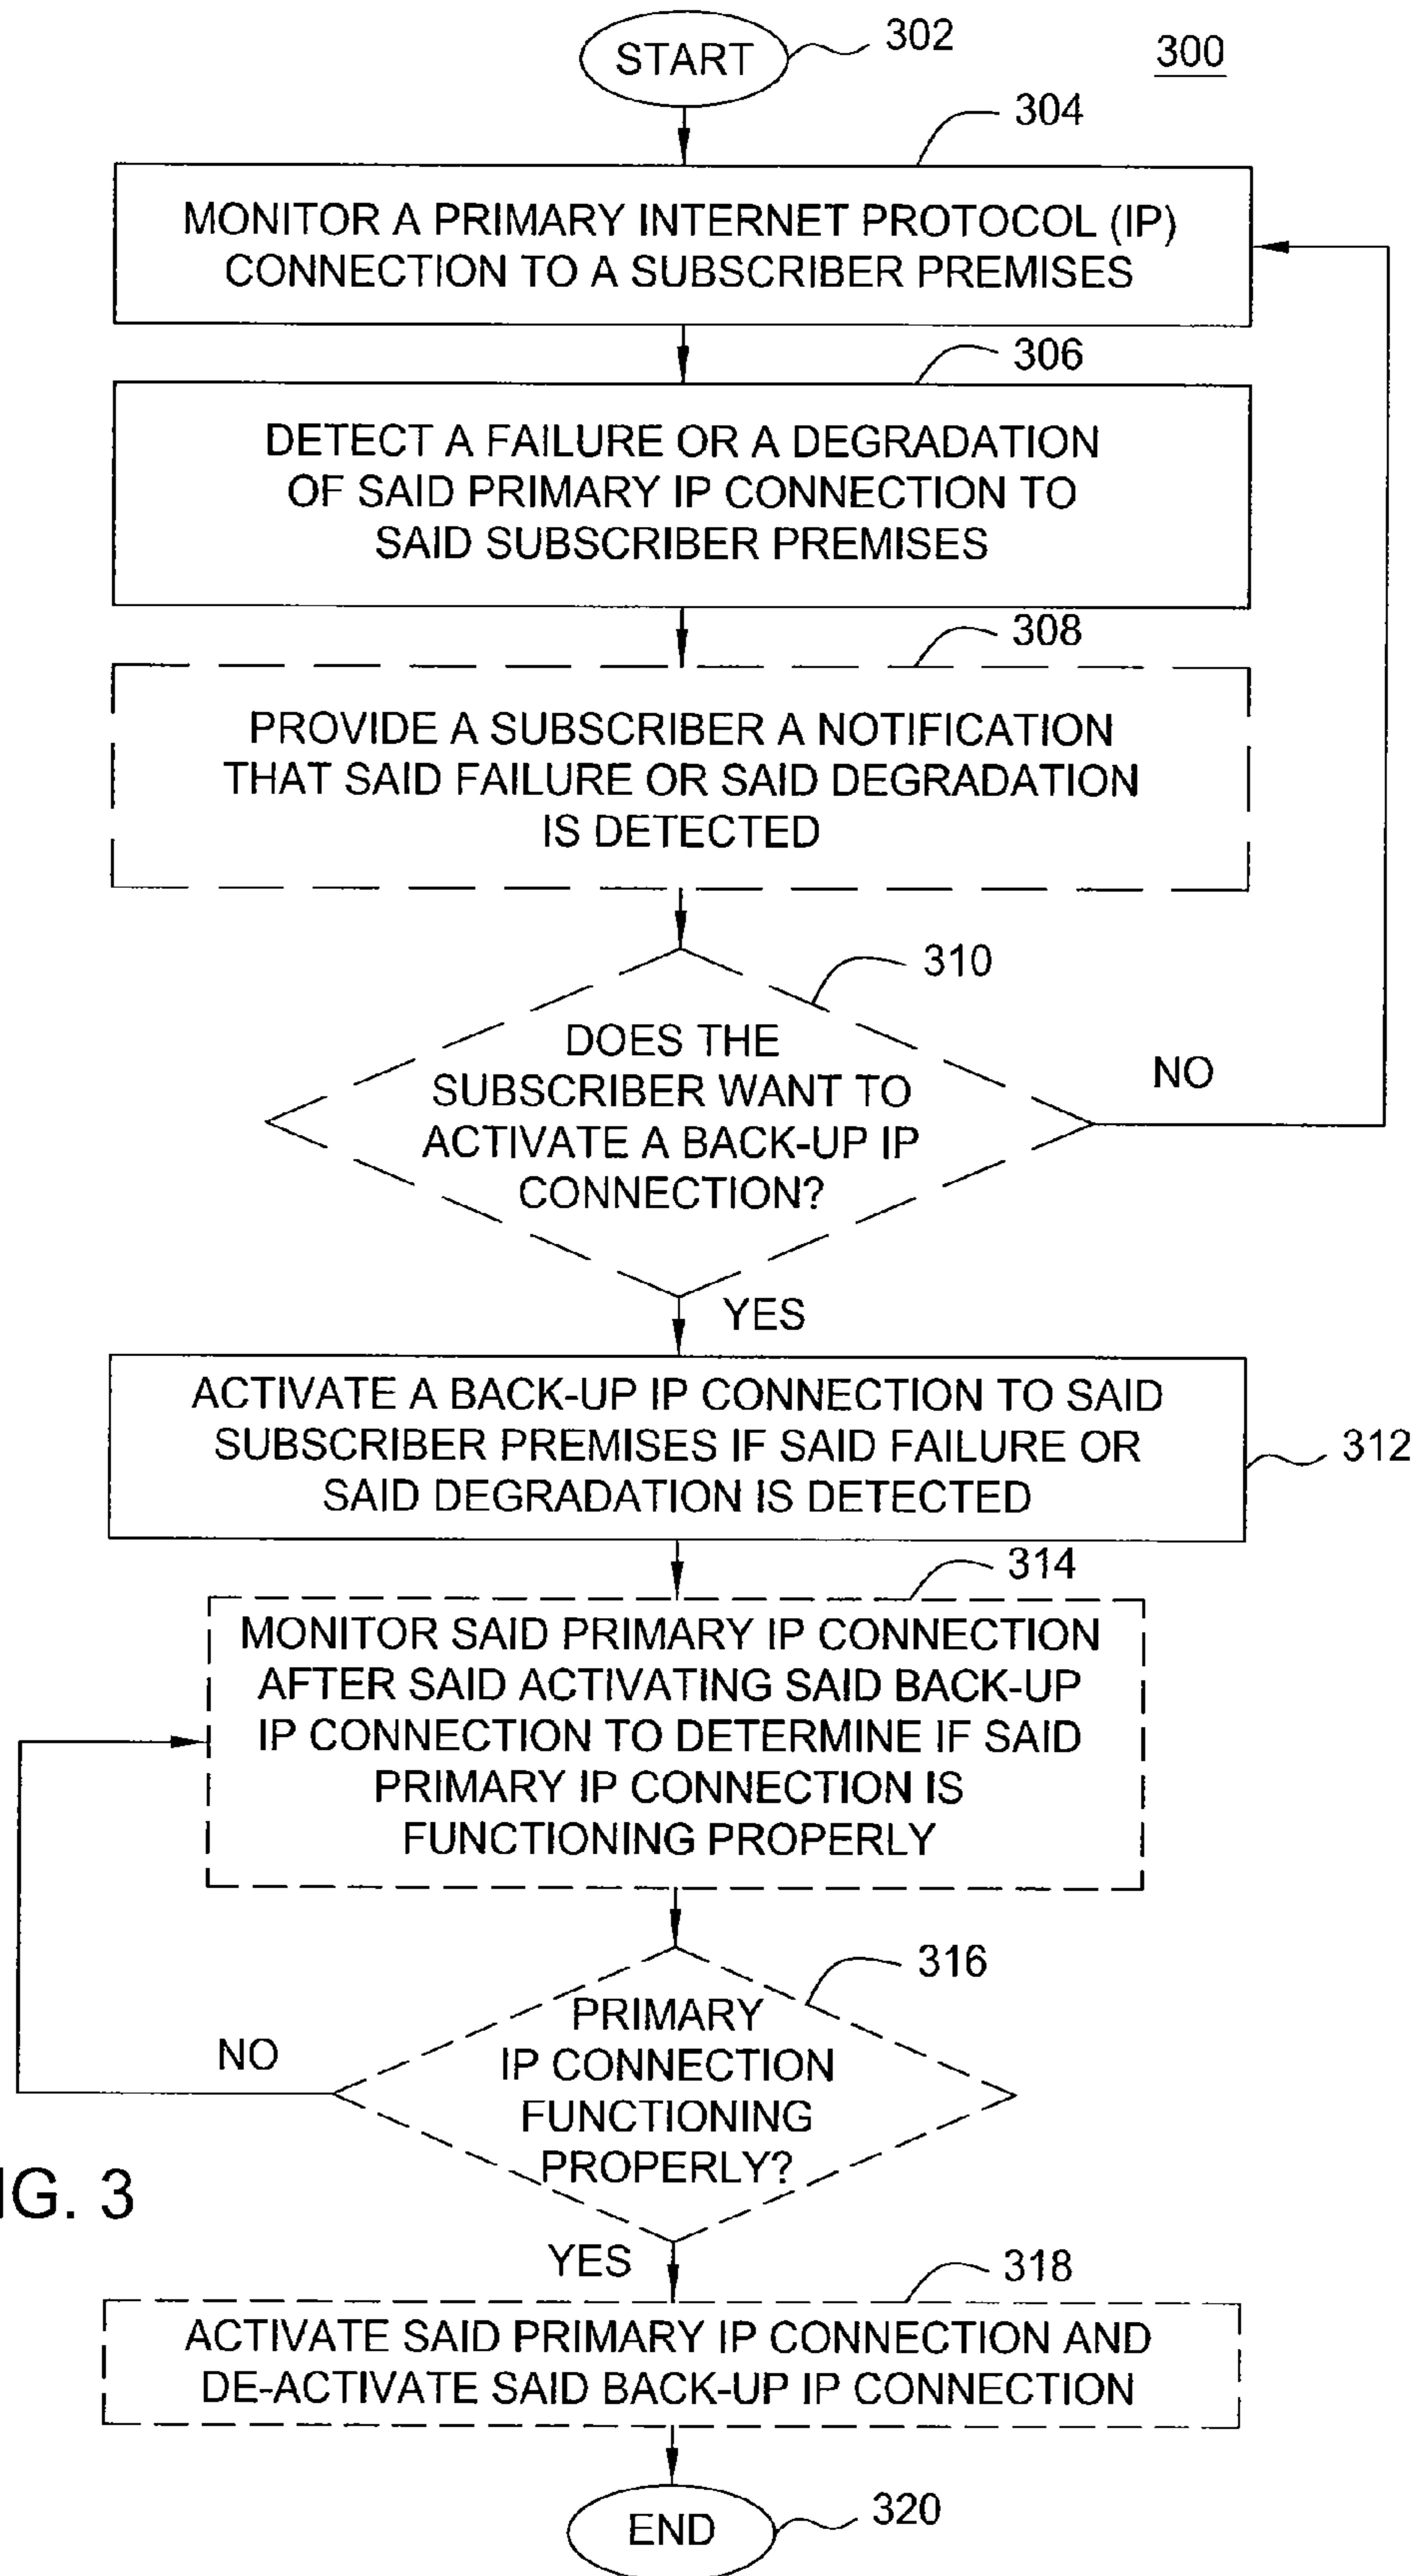 START
302
300
304
MONITOR A PRIMARY INTERNET PROTOCOL (IP)
CONNECTION TO A SUBSCRIBER PREMISES
306
DETECT A FAILURE OR A DEGRADATION
OF SAID PRIMARY IP CONNECTION TO
SAID SUBSCRIBER PREMISES
308
PROVIDE A SUBSCRIBER A NOTIFICATION
THAT SAID FAILURE OR SAID DEGRADATION
IS DETECTED
310
DOES THE
SUBSCRIBER WANT TO
ACTIVATE A BACK-UP IP
CONNECTION?
NO
YES
ACTIVATE A BACK-UP IP CONNECTION TO SAID
SUBSCRIBER PREMISES IF SAID FAILURE OR
SAID DEGRADATION IS DETECTED
312
314
MONITOR SAID PRIMARY IP CONNECTION
AFTER SAID ACTIVATING SAID BACK-UP
IP CONNECTION TO DETERMINE IF SAID
PRIMARY IP CONNECTION IS
FUNCTIONING PROPERLY
316
PRIMARY
IP CONNECTION
FUNCTIONING
PROPERLY?
NO
IG. 3
YES
318
ACTIVATE SAID PRIMARY IP CONNECTION AND
DE-ACTIVATE SAID BACK-UP IP CONNECTION
END
320